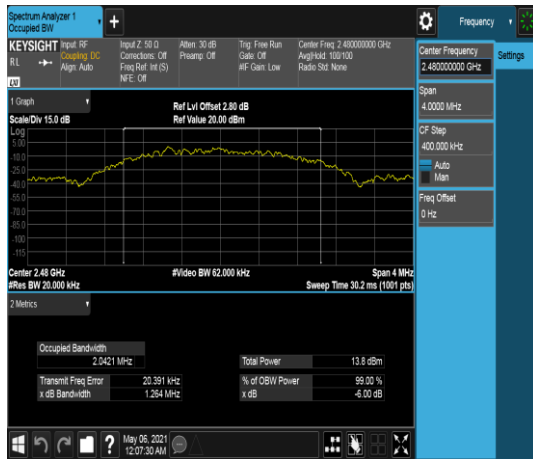 Spectrum Analyzer 1
Occupied BW
+
Frequency
KEYSIGHT
RL
LXI
Input: RF
Coupling: DC
Align: Auto
Input Z: 50 Ω
Corrections: Off
Freq Ref: Int (S)
NFE: Off
Atten: 30 dB
Preamp: Off
Trig: Free Run
Gate: Off
#IF Gain: Low
Center Freq: 2.480000000 GHz
Avg|Hold: 100/100
Radio Std: None
Center Frequency
2.480000000 GHz
Settings
Span
4.0000 MHz
CF Step
400.000 kHz
Auto
Man
Freq Offset
0 Hz
1 Graph
Scale/Div 15.0 dB
Ref Lvl Offset 2.80 dB
Ref Value 20.00 dBm
Log
5.00
-10.0
-25.0
-40.0
-55.0
-70.0
-85.0
-100
-115
Center 2.48 GHz
#Video BW 62.000 kHz
Span 4 MHz
#Res BW 20.000 kHz
Sweep Time 30.2 ms (1001 pts)
2 Metrics
Occupied Bandwidth
2.0421 MHz
Total Power 13.8 dBm
Transmit Freq Error 20.391 kHz
% of OBW Power 99.00 %
x dB Bandwidth 1.264 MHz
x dB -6.00 dB
?
May 06, 2021
12:07:30 AM